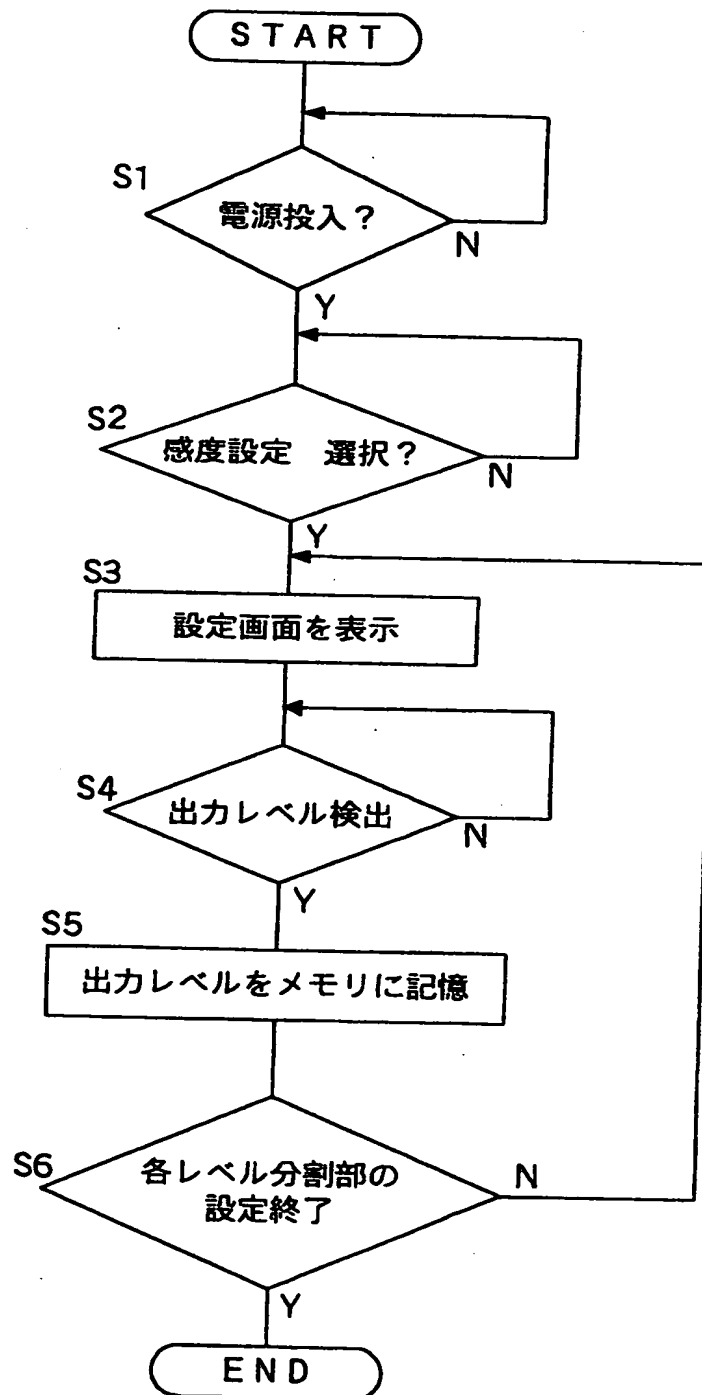 START
S1
電源投入？
N
Y
S2
感度設定　選択？
N
Y
S3
設定画面を表示
S4
出力レベル検出
N
Y
S5
出力レベルをメモリに記憶
S6
各レベル分割部の
設定終了
N
Y
END